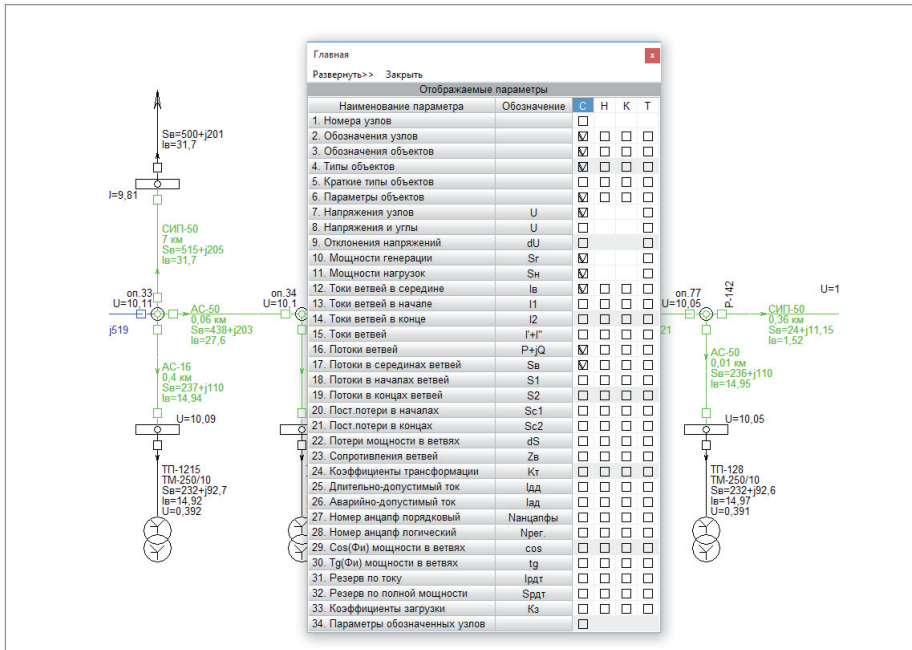 Главная
x
Развернуть>> Закрыть
Отображаемые параметры
Наименование параметра Обозначение С Н К Т
1. Номера узлов
2. Обозначения узлов
3. Обозначения объектов
4. Типы объектов
5. Краткие типы объектов
6. Параметры объектов
7. Напряжения узлов U
8. Напряжения и углы U
9. Отклонения напряжений dU
10. Мощности генерации Sг
11. Мощности нагрузок Sн
12. Токи ветвей в середине Iв
13. Токи ветвей в начале I1
14. Токи ветвей в конце I2
15. Токи ветвей I'+I"
16. Потоки ветвей P+jQ
17. Потоки в серединах ветвей Sв
18. Потоки в началах ветвей S1
19. Потоки в концах ветвей S2
20. Пост.потери в началах Sc1
21. Пост.потери в концах Sc2
22. Потери мощности в ветвях dS
23. Сопротивления ветвей Zв
24. Коэффициенты трансформации Кт
25. Длительно-допустимый ток Iдд
26. Аварийно-допустимый ток Iад
27. Номер анцапф порядковый Nанцапфы
28. Номер анцапф логический Nрег.
29. Cos(Фи) мощности в ветвях cos
30. Tg(Фи) мощности в ветвях tg
31. Резерв по току Iрдт
32. Резерв по полной мощности Sрдт
33. Коэффициенты загрузки Кз
34. Параметры обозначенных узлов
Sв=500+j201
Iв=31,7
U=9,81
СИП-50
7 км
Sв=515+j205
Iв=31,7
оп.33
U=10,11
j519
АС-50
0,06 км
Sв=438+j203
Iв=27,6
оп.34
U=10,1
АС-16
0,4 км
Sв=237+j110
Iв=14,94
U=10,09
ТП-1215
ТМ-250/10
Sв=232+j92,7
Iв=14,92
U=0,392
оп.77
U=10,05
21
Р-142
U=1
СИП-50
0,36 км
Sв=24+j11,15
Iв=1,52
АС-50
0,01 км
Sв=236+j110
Iв=14,95
U=10,05
ТП-128
ТМ-250/10
Sв=232+j92,6
Iв=14,97
U=0,391